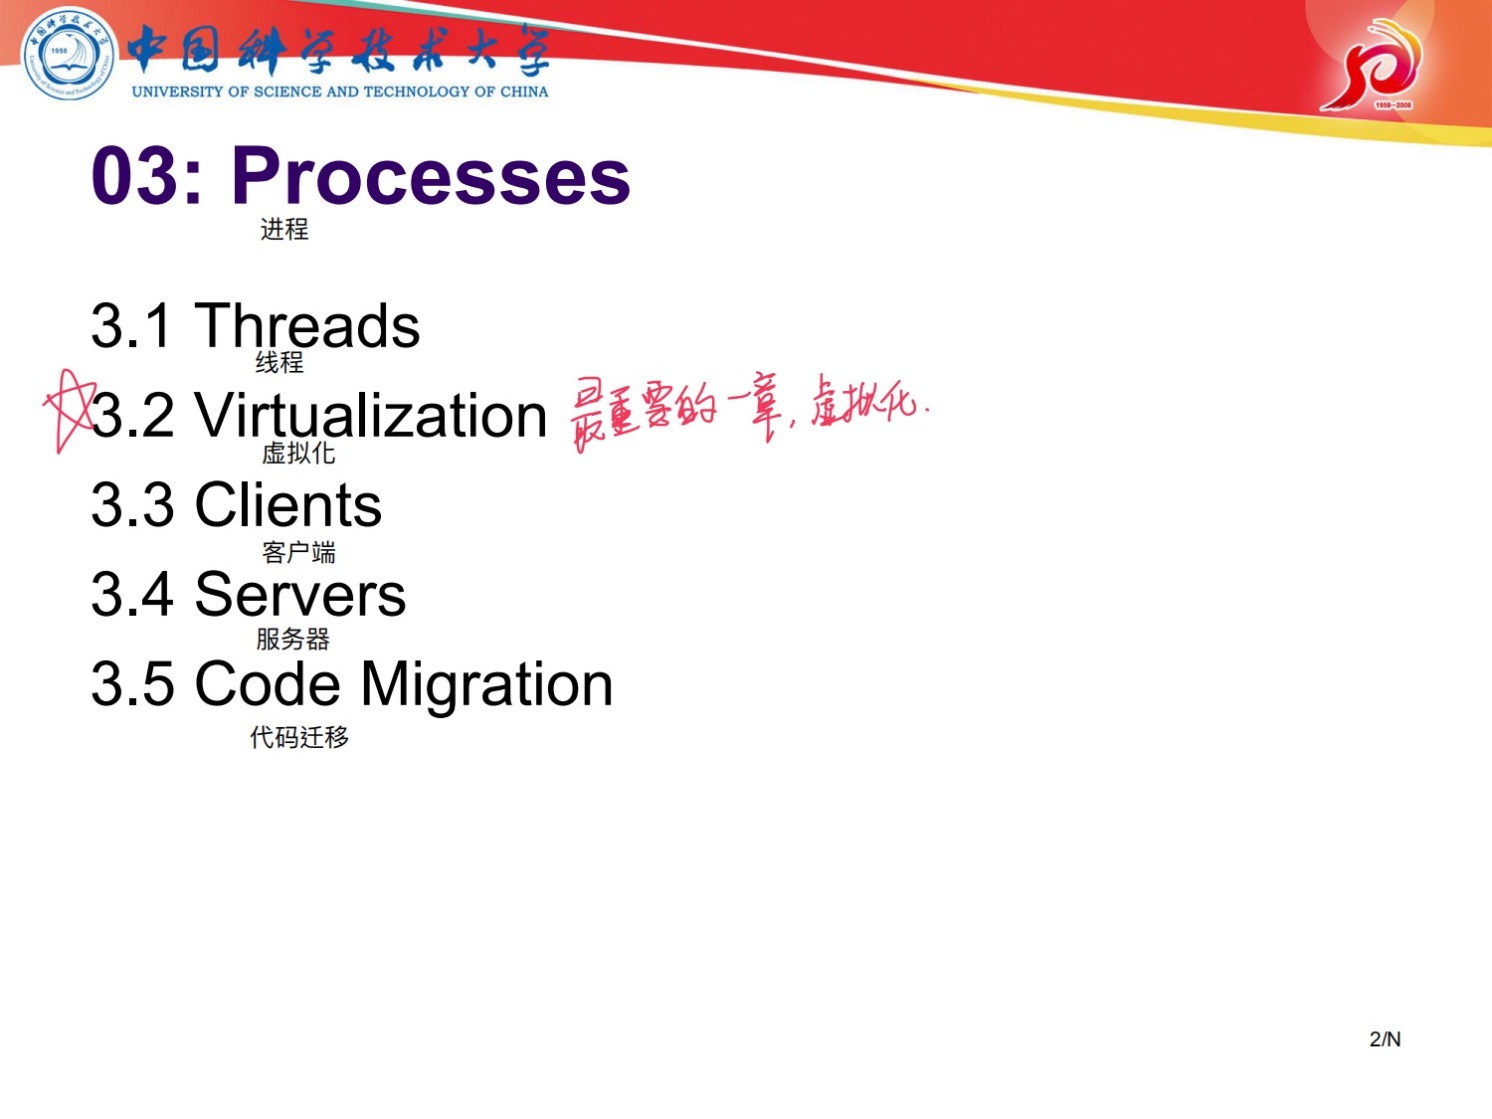 中国科学技术大学
UNIVERSITY OF SCIENCE AND TECHNOLOGY OF CHINA
1958
1958-2008
03: Processes
进程
3.1 Threads
线程
3.2 Virtualization 最重要的一章，虚拟化.
虚拟化
3.3 Clients
客户端
3.4 Servers
服务器
3.5 Code Migration
代码迁移
2/N